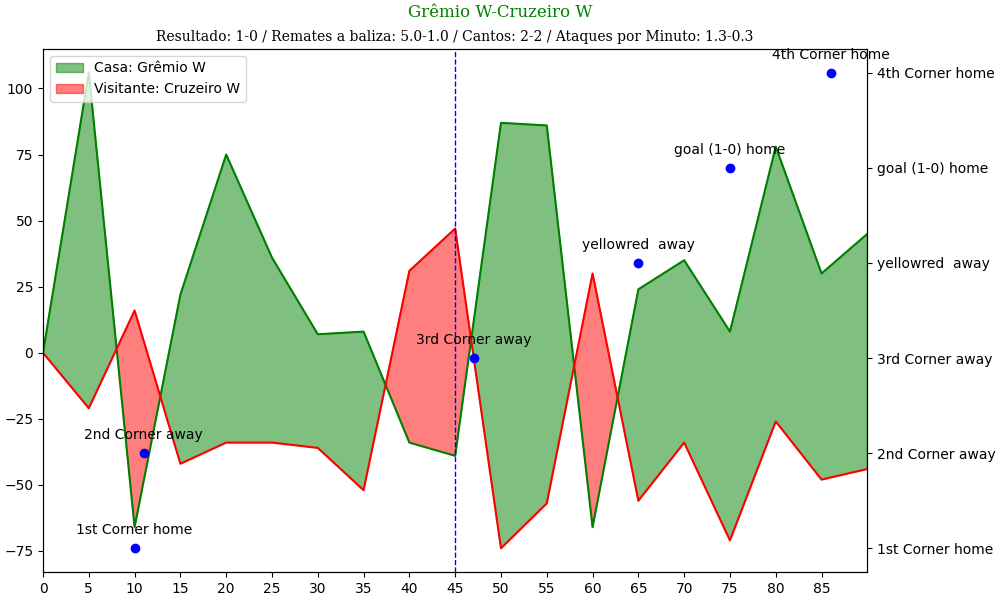 Grêmio W-Cruzeiro W
Resultado: 1-0 / Remates a baliza: 5.0-1.0 / Cantos: 2-2 / Ataques por Minuto: 1.3-0.3
Casa: Grêmio W
Visitante: Cruzeiro W
4th Corner home
goal (1-0) home
yellowred  away
3rd Corner away
2nd Corner away
1st Corner home
100
75
50
25
0
−25
−50
−75
4th Corner home
goal (1-0) home
yellowred  away
3rd Corner away
2nd Corner away
1st Corner home
0 5 10 15 20 25 30 35 40 45 50 55 60 65 70 75 80 85